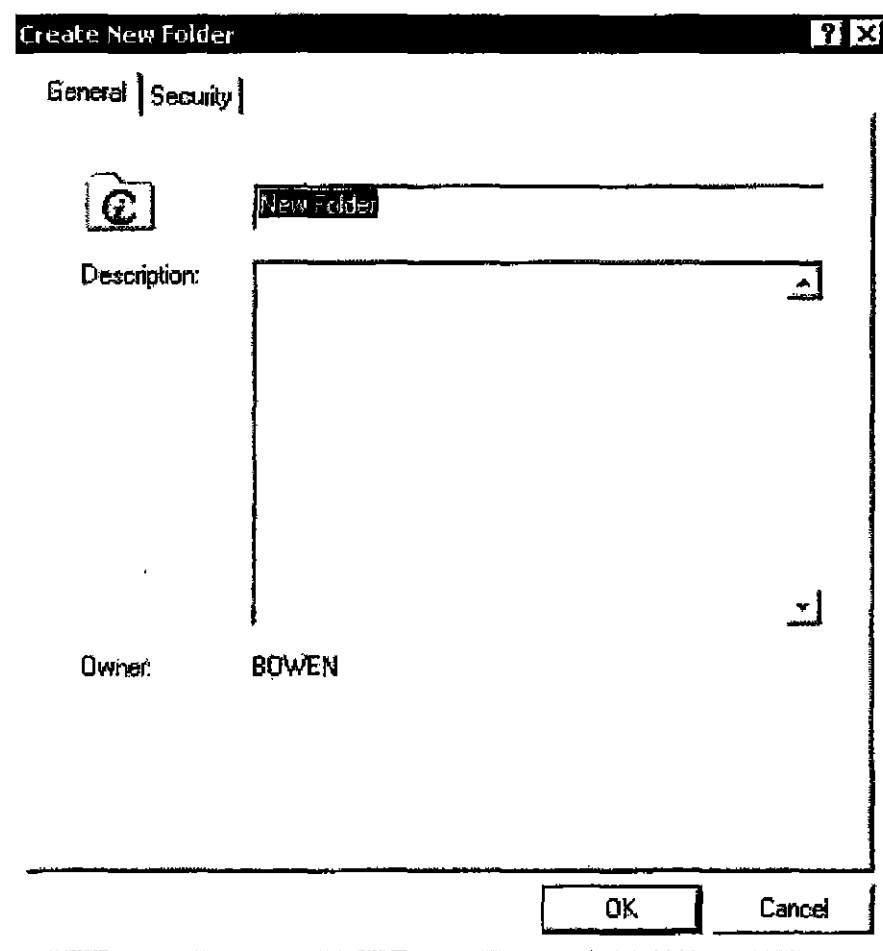 Create New Folder
General Security
New Folder
Description:
Owner: BOWEN
OK Cancel